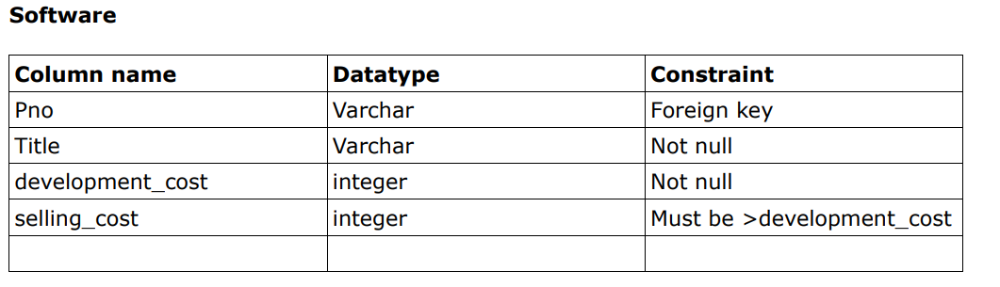 Software
Column name Datatype Constraint
Pno Varchar Foreign key
Title Varchar Not null
development_cost integer Not null
selling_cost integer Must be >development_cost